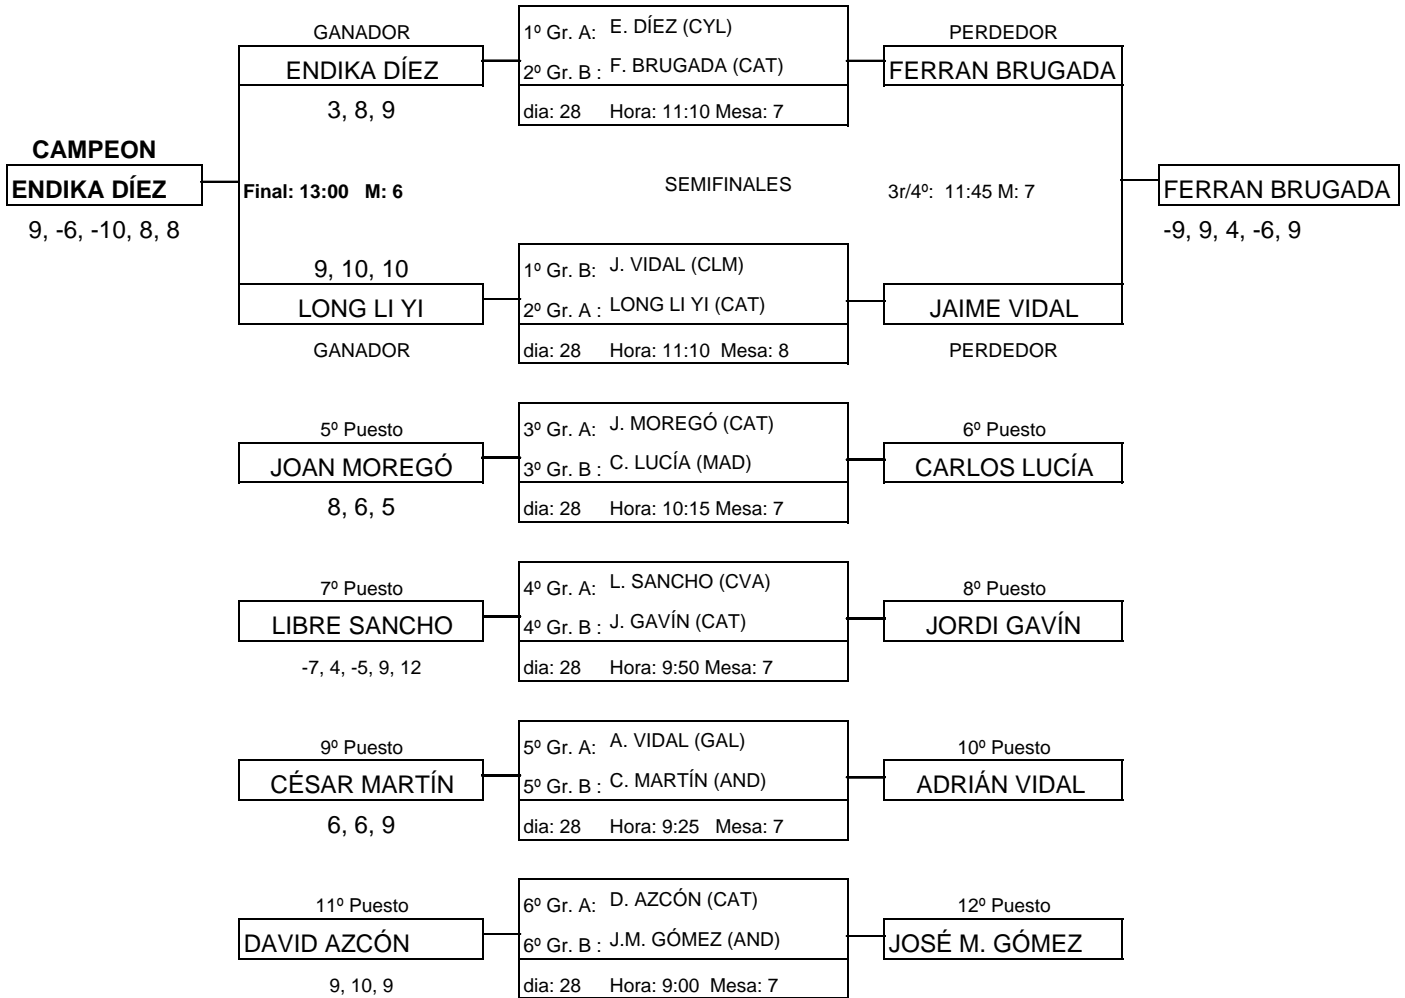 GANADOR
1º Gr. A: E. DÍEZ (CYL)
PERDEDOR
ENDIKA DÍEZ
2º Gr. B : F. BRUGADA (CAT)
FERRAN BRUGADA
3, 8, 9
dia: 28 Hora: 11:10 Mesa: 7
CAMPEON
ENDIKA DÍEZ
Final: 13:00 M: 6
SEMIFINALES
3r/4º: 11:45 M: 7
FERRAN BRUGADA
9, -6, -10, 8, 8
-9, 9, 4, -6, 9
9, 10, 10
1º Gr. B: J. VIDAL (CLM)
LONG LI YI
2º Gr. A : LONG LI YI (CAT)
JAIME VIDAL
GANADOR
dia: 28 Hora: 11:10 Mesa: 8
PERDEDOR
5º Puesto
3º Gr. A: J. MOREGÓ (CAT)
6º Puesto
JOAN MOREGÓ
3º Gr. B : C. LUCÍA (MAD)
CARLOS LUCÍA
8, 6, 5
dia: 28 Hora: 10:15 Mesa: 7
7º Puesto
4º Gr. A: L. SANCHO (CVA)
8º Puesto
LIBRE SANCHO
4º Gr. B : J. GAVÍN (CAT)
JORDI GAVÍN
-7, 4, -5, 9, 12
dia: 28 Hora: 9:50 Mesa: 7
9º Puesto
5º Gr. A: A. VIDAL (GAL)
10º Puesto
CÉSAR MARTÍN
5º Gr. B : C. MARTÍN (AND)
ADRIÁN VIDAL
6, 6, 9
dia: 28 Hora: 9:25 Mesa: 7
11º Puesto
6º Gr. A: D. AZCÓN (CAT)
12º Puesto
DAVID AZCÓN
6º Gr. B : J.M. GÓMEZ (AND)
JOSÉ M. GÓMEZ
9, 10, 9
dia: 28 Hora: 9:00 Mesa: 7